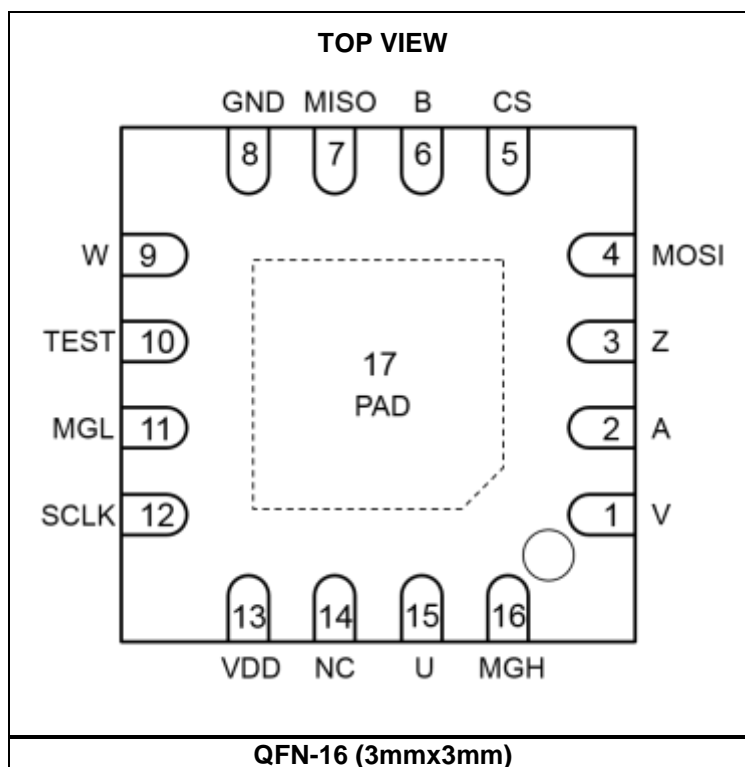 TOP VIEW
GND MISO B CS
8 7 6 5
W 9 4 MOSI
TEST 10 3 Z
17
PAD
MGL 11 2 A
SCLK 12 1 V
13 14 15 16
VDD NC U MGH
QFN-16 (3mmx3mm)